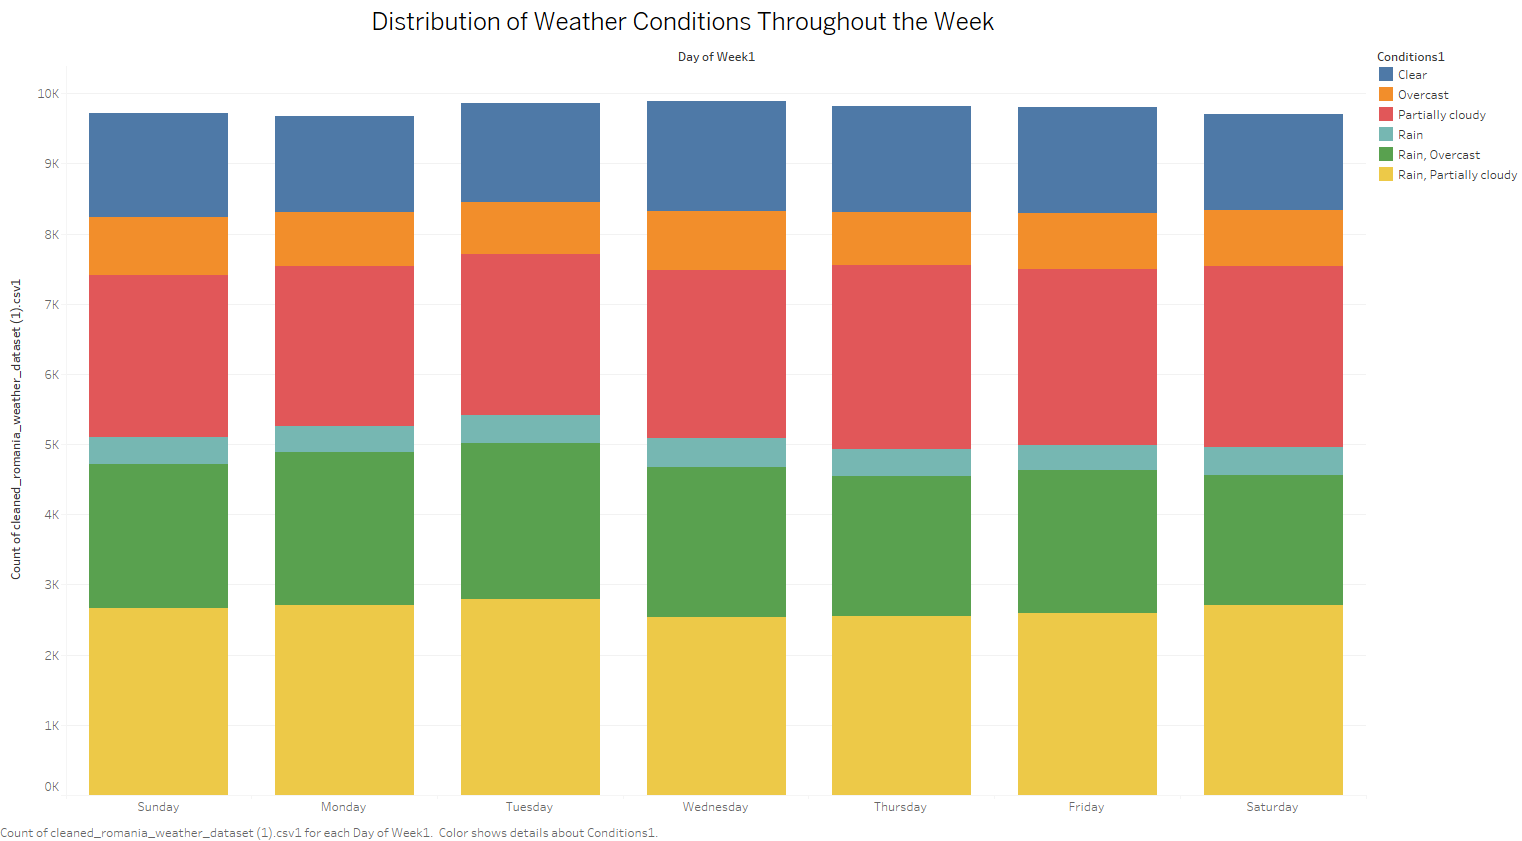 Distribution of Weather Conditions Throughout the Week
Day of Week1
Conditions1
Clear
Overcast
Partially cloudy
Rain
Rain, Overcast
Rain, Partially cloudy
Count of cleaned_romania_weather_dataset (1).csv1
10K
9K
8K
7K
6K
5K
4K
3K
2K
1K
0K
Sunday Monday Tuesday Wednesday Thursday Friday Saturday
Count of cleaned_romania_weather_dataset (1).csv1 for each Day of Week1. Color shows details about Conditions1.